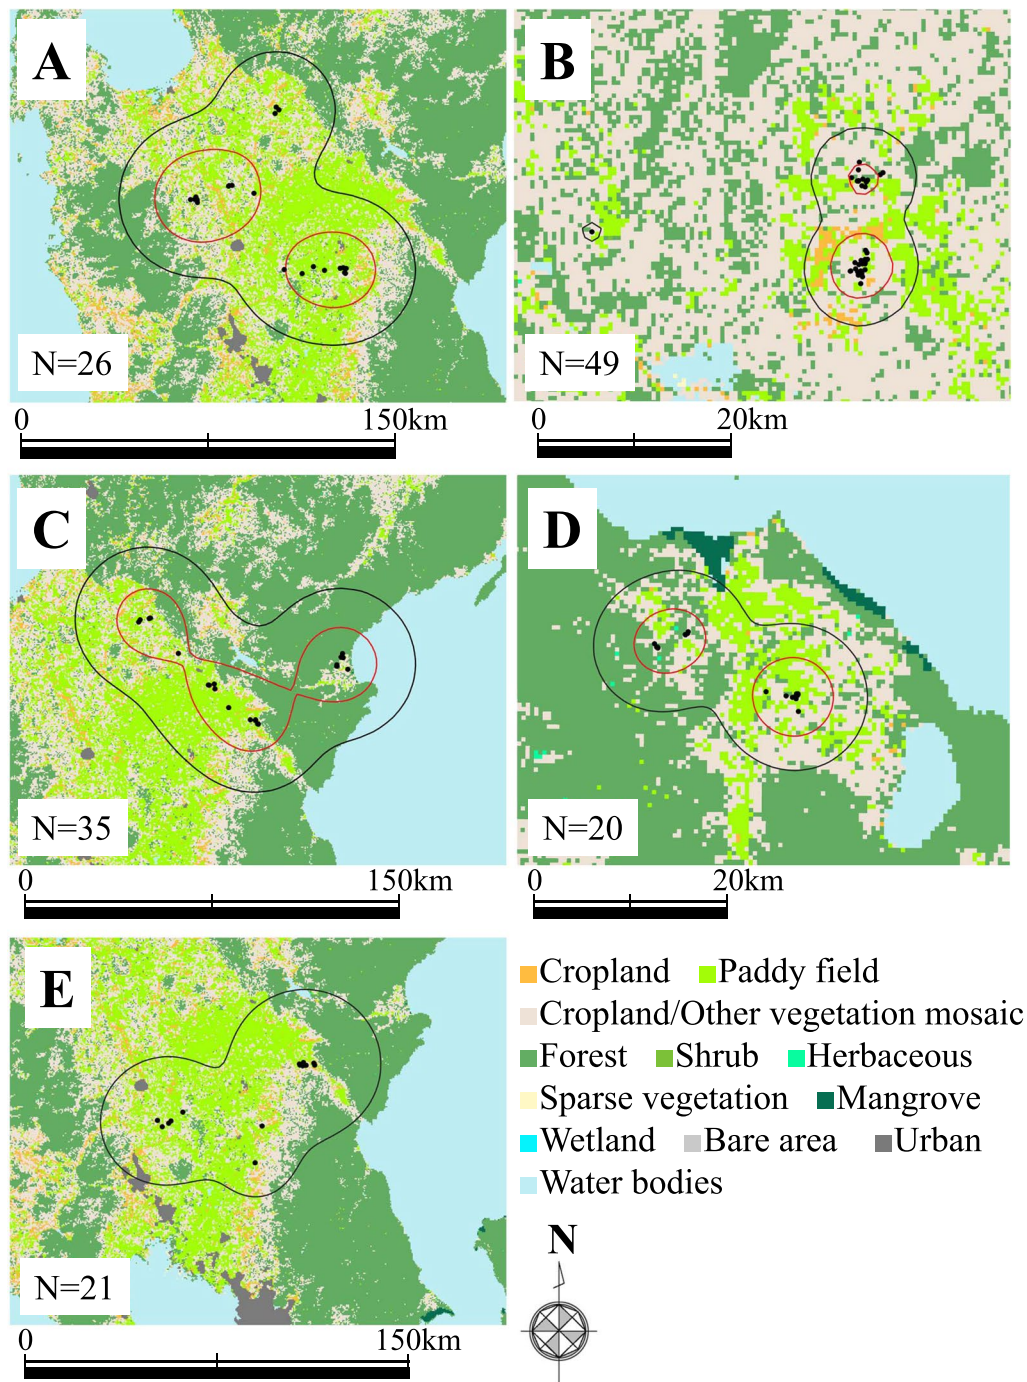 A
B
N=26
N=49
0 150km
0 20km
C
D
N=35
N=20
0 150km
0 20km
E
N=21
0 150km
Cropland Paddy field
Cropland/Other vegetation mosaic
Forest Shrub Herbaceous
Sparse vegetation Mangrove
Wetland Bare area Urban
Water bodies
N